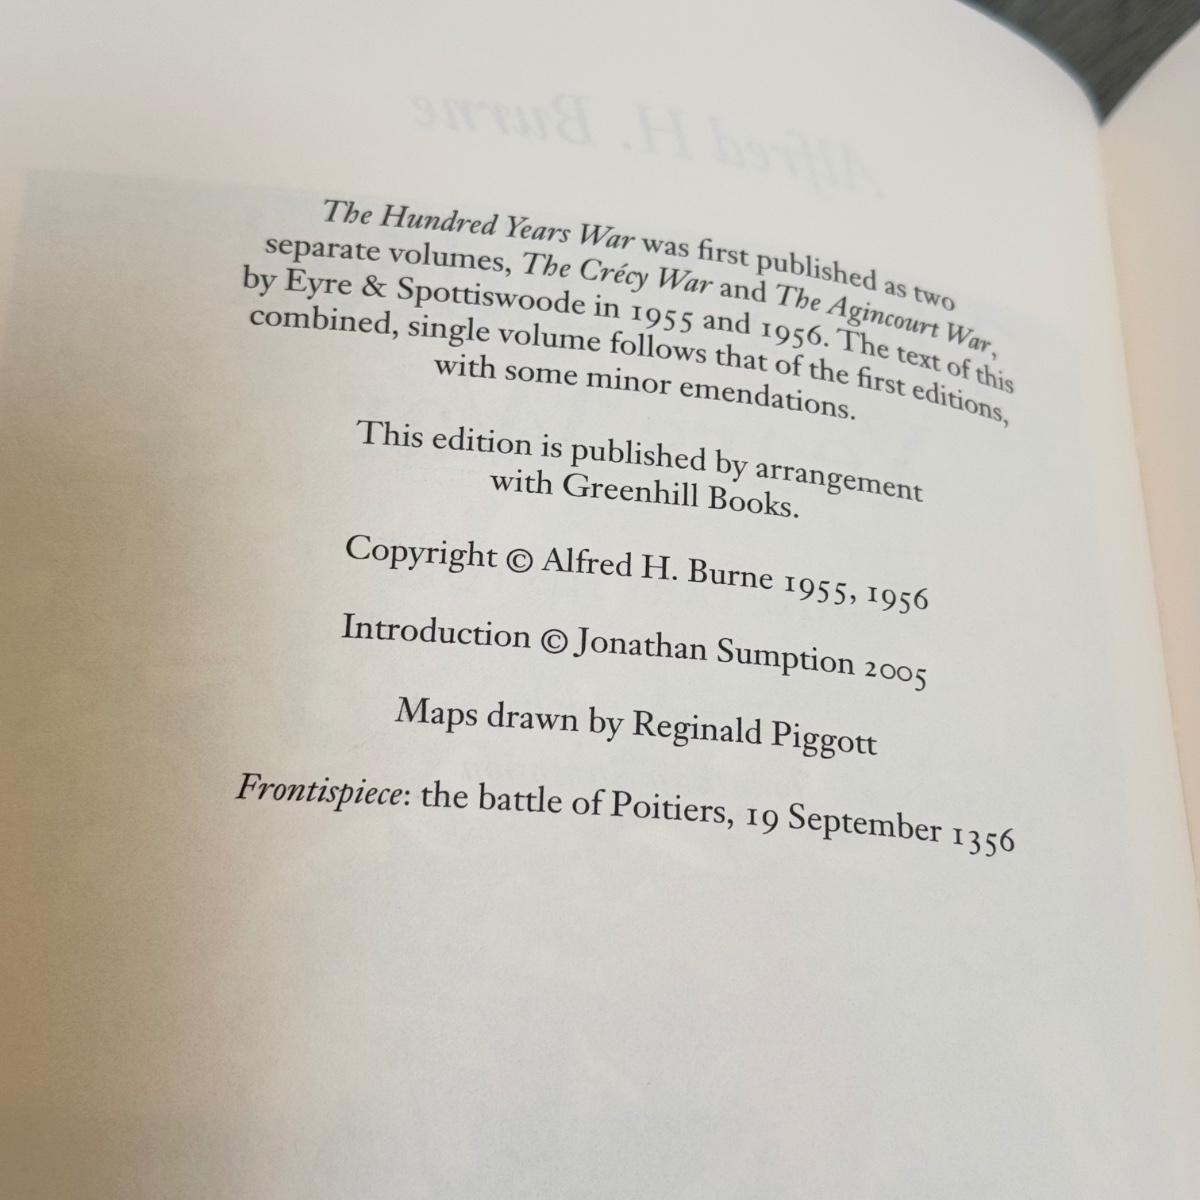 Alfred H. Burne
The Hundred Years War was first published as two
separate volumes, The Crécy War and The Agincourt War,
by Eyre & Spottiswoode in 1955 and 1956. The text of this
combined, single volume follows that of the first editions,
with some minor emendations.
This edition is published by arrangement
with Greenhill Books.
Copyright © Alfred H. Burne 1955, 1956
Introduction © Jonathan Sumption 2005
Maps drawn by Reginald Piggott
Frontispiece: the battle of Poitiers, 19 September 1356